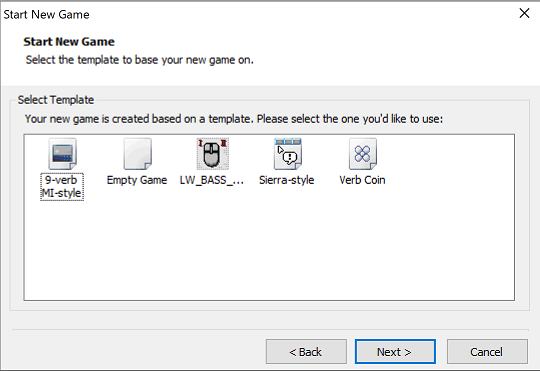 Start New Game
Start New Game
Select the template to base your new game on.
Select Template
Your new game is created based on a template. Please select the one you'd like to use:
9-verb
MI-style
Empty Game
LW_BASS_...
Sierra-style
Verb Coin
< Back
Next >
Cancel